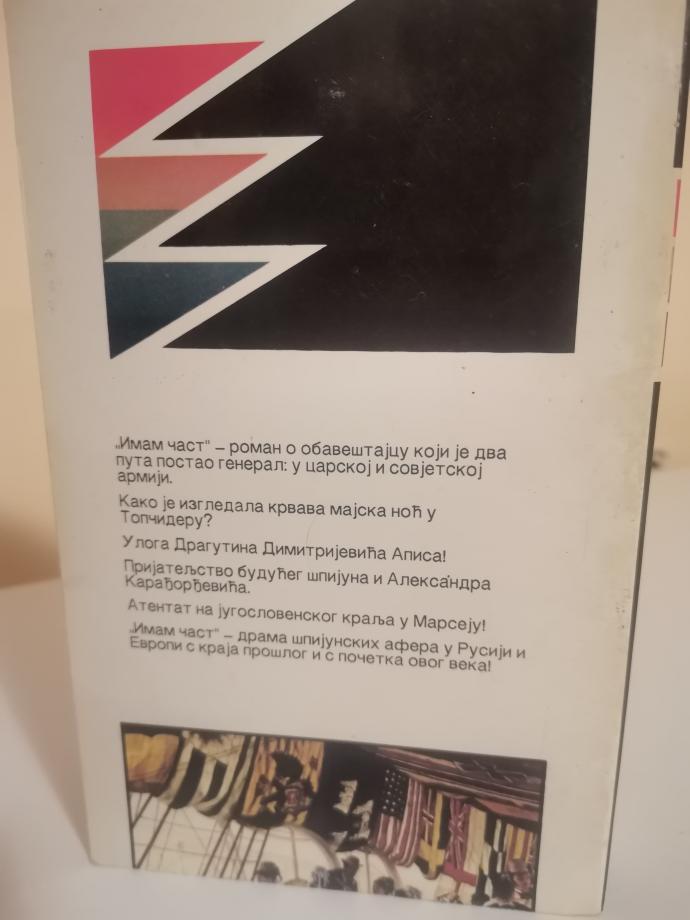 „Имам част“ – роман о обавештајцу који је два
пута постао генерал: у царској и совјетској
армији.
Како је изгледала крвава мајска ноћ у
Топчидеру?
Улога Драгутина Димитријевића Аписа!
Пријатељство будућег шпијуна и Александра
Карађорђевића.
Атентат на југословенског краља у Марсеју!
„Имам част“ – драма шпијунских афера у Русији и
Европи с краја прошлог и с почетка овог века!